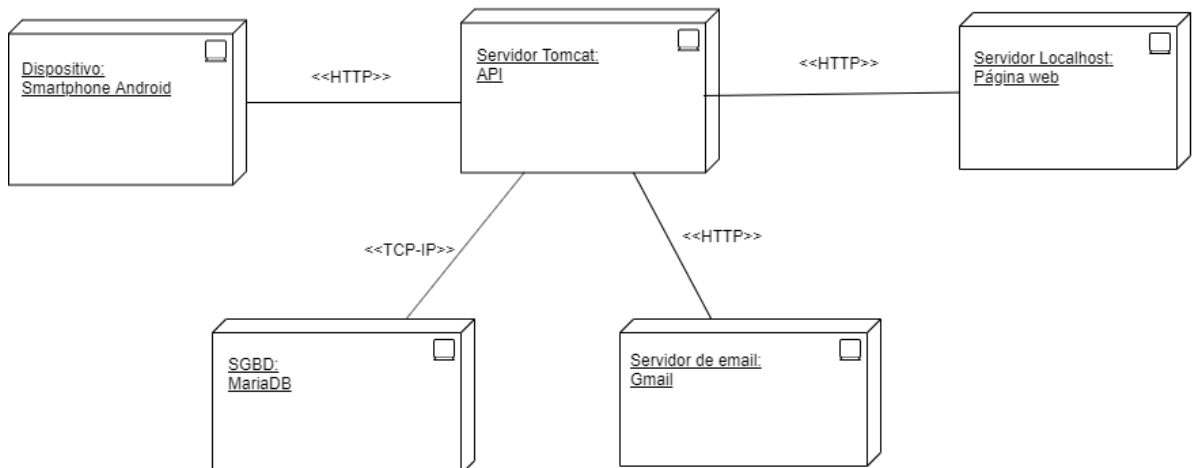 Dispositivo:
Smartphone Android
<<HTTP>>
Servidor Tomcat:
API
<<HTTP>>
Servidor Localhost:
Página web
<<TCP-IP>>
<<HTTP>>
SGBD:
MariaDB
Servidor de email:
Gmail